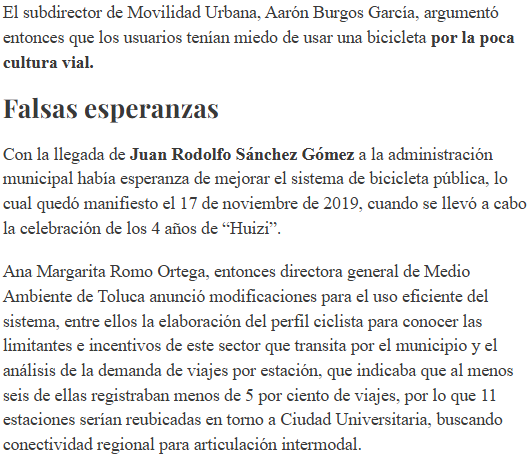 El subdirector de Movilidad Urbana, Aarón Burgos García, argumentó
entonces que los usuarios tenían miedo de usar una bicicleta por la poca
cultura vial.
Falsas esperanzas
Con la llegada de Juan Rodolfo Sánchez Gómez a la administración
municipal había esperanza de mejorar el sistema de bicicleta pública, lo
cual quedó manifiesto el 17 de noviembre de 2019, cuando se llevó a cabo
la celebración de los 4 años de “Huizi”.
Ana Margarita Romo Ortega, entonces directora general de Medio
Ambiente de Toluca anunció modificaciones para el uso eficiente del
sistema, entre ellos la elaboración del perfil ciclista para conocer las
limitantes e incentivos de este sector que transita por el municipio y el
análisis de la demanda de viajes por estación, que indicaba que al menos
seis de ellas registraban menos de 5 por ciento de viajes, por lo que 11
estaciones serían reubicadas en torno a Ciudad Universitaria, buscando
conectividad regional para articulación intermodal.